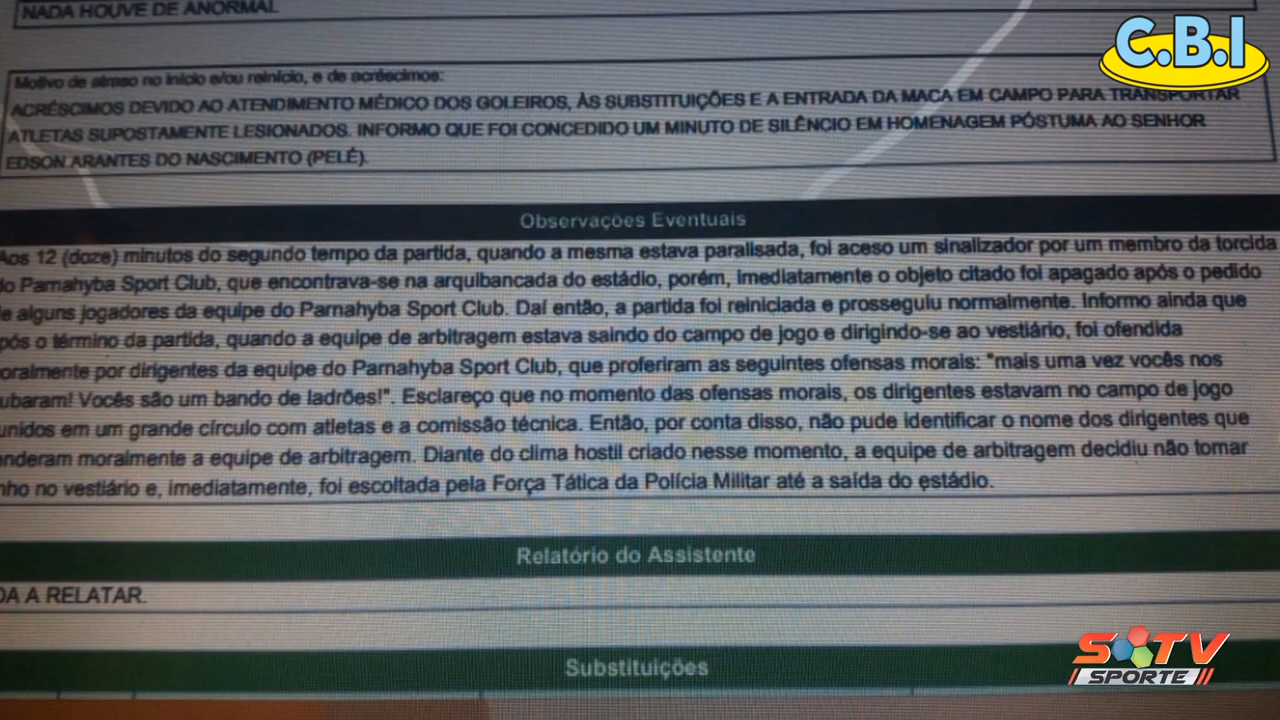 NADA HOUVE DE ANORMAL
C.B.I
Motivo de atraso no início e/ou reinício, e de acréscimos:
ACRÉSCIMOS DEVIDO AO ATENDIMENTO MÉDICO DOS GOLEIROS, ÀS SUBSTITUIÇÕES E A ENTRADA DA MACA EM CAMPO PARA TRANSPORTAR
ATLETAS SUPOSTAMENTE LESIONADOS. INFORMO QUE FOI CONCEDIDO UM MINUTO DE SILÊNCIO EM HOMENAGEM PÓSTUMA AO SENHOR
EDSON ARANTES DO NASCIMENTO (PELÉ).
Observações Eventuais
Aos 12 (doze) minutos do segundo tempo da partida, quando a mesma estava paralisada, foi aceso um sinalizador por um membro da torcida
do Parnahyba Sport Club, que encontrava-se na arquibancada do estádio, porém, imediatamente o objeto citado foi apagado após o pedido
de alguns jogadores da equipe do Parnahyba Sport Club. Daí então, a partida foi reiniciada e prosseguiu normalmente. Informo ainda que
pós o término da partida, quando a equipe de arbitragem estava saindo do campo de jogo e dirigindo-se ao vestiário, foi ofendida
oralmente por dirigentes da equipe do Parnahyba Sport Club, que proferiram as seguintes ofensas morais: "mais uma vez vocês nos
ubaram! Vocês são um bando de ladrões!". Esclareço que no momento das ofensas morais, os dirigentes estavam no campo de jogo
unidos em um grande círculo com atletas e a comissão técnica. Então, por conta disso, não pude identificar o nome dos dirigentes que
enderam moralmente a equipe de arbitragem. Diante do clima hostil criado nesse momento, a equipe de arbitragem decidiu não tomar
nho no vestiário e, imediatamente, foi escoltada pela Força Tática da Polícia Militar até a saída do estádio.
Relatório do Assistente
DA A RELATAR.
Substituições
SOTV
SPORTE